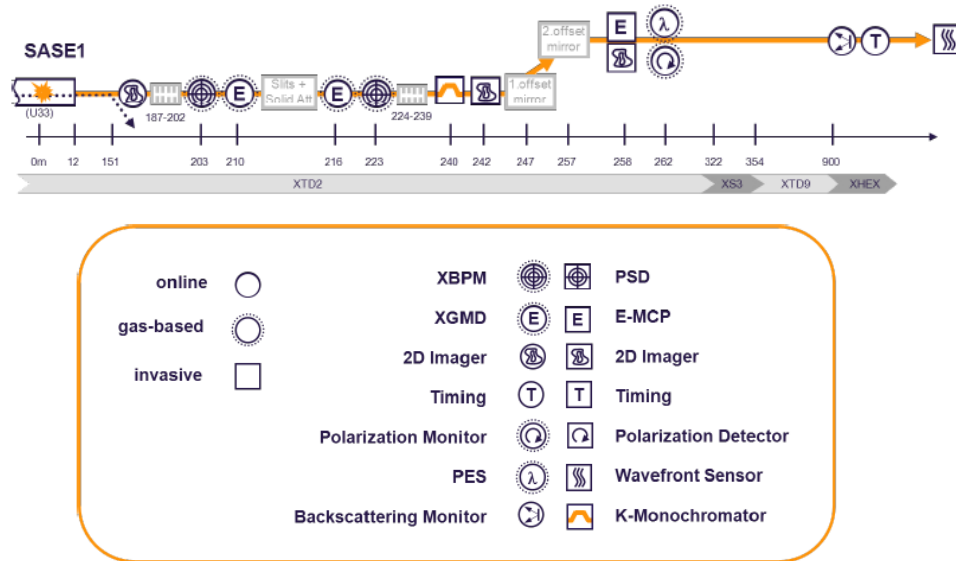 SASE1
(U33)
187-202
E
Slits +
Solid Att
E
224-239
1.offset
mirror
2.offset
mirror
E
λ
T
0m 12 151 203 210 216 223 240 242 247 257 258 262 322 354 900
XTD2 XS3 XTD9 XHEX
online
gas-based
invasive
XBPM PSD
XGMD E E E-MCP
2D Imager 2D Imager
Timing T T Timing
Polarization Monitor Polarization Detector
PES λ Wavefront Sensor
Backscattering Monitor K-Monochromator